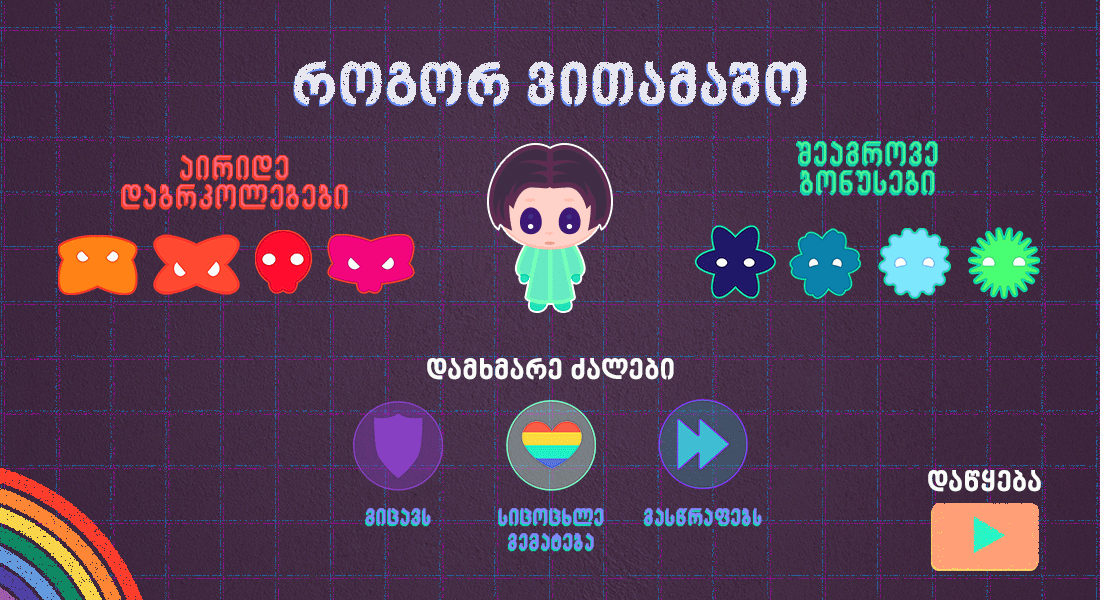 როგორ ვითამაშო
აირიდე
დაბრკოლებები
შეაგროვე
ბონუსები
დამხმარე ძალები
გიცავს
სიცოცხლე
გემატება
გასწრაფებს
დაწყება